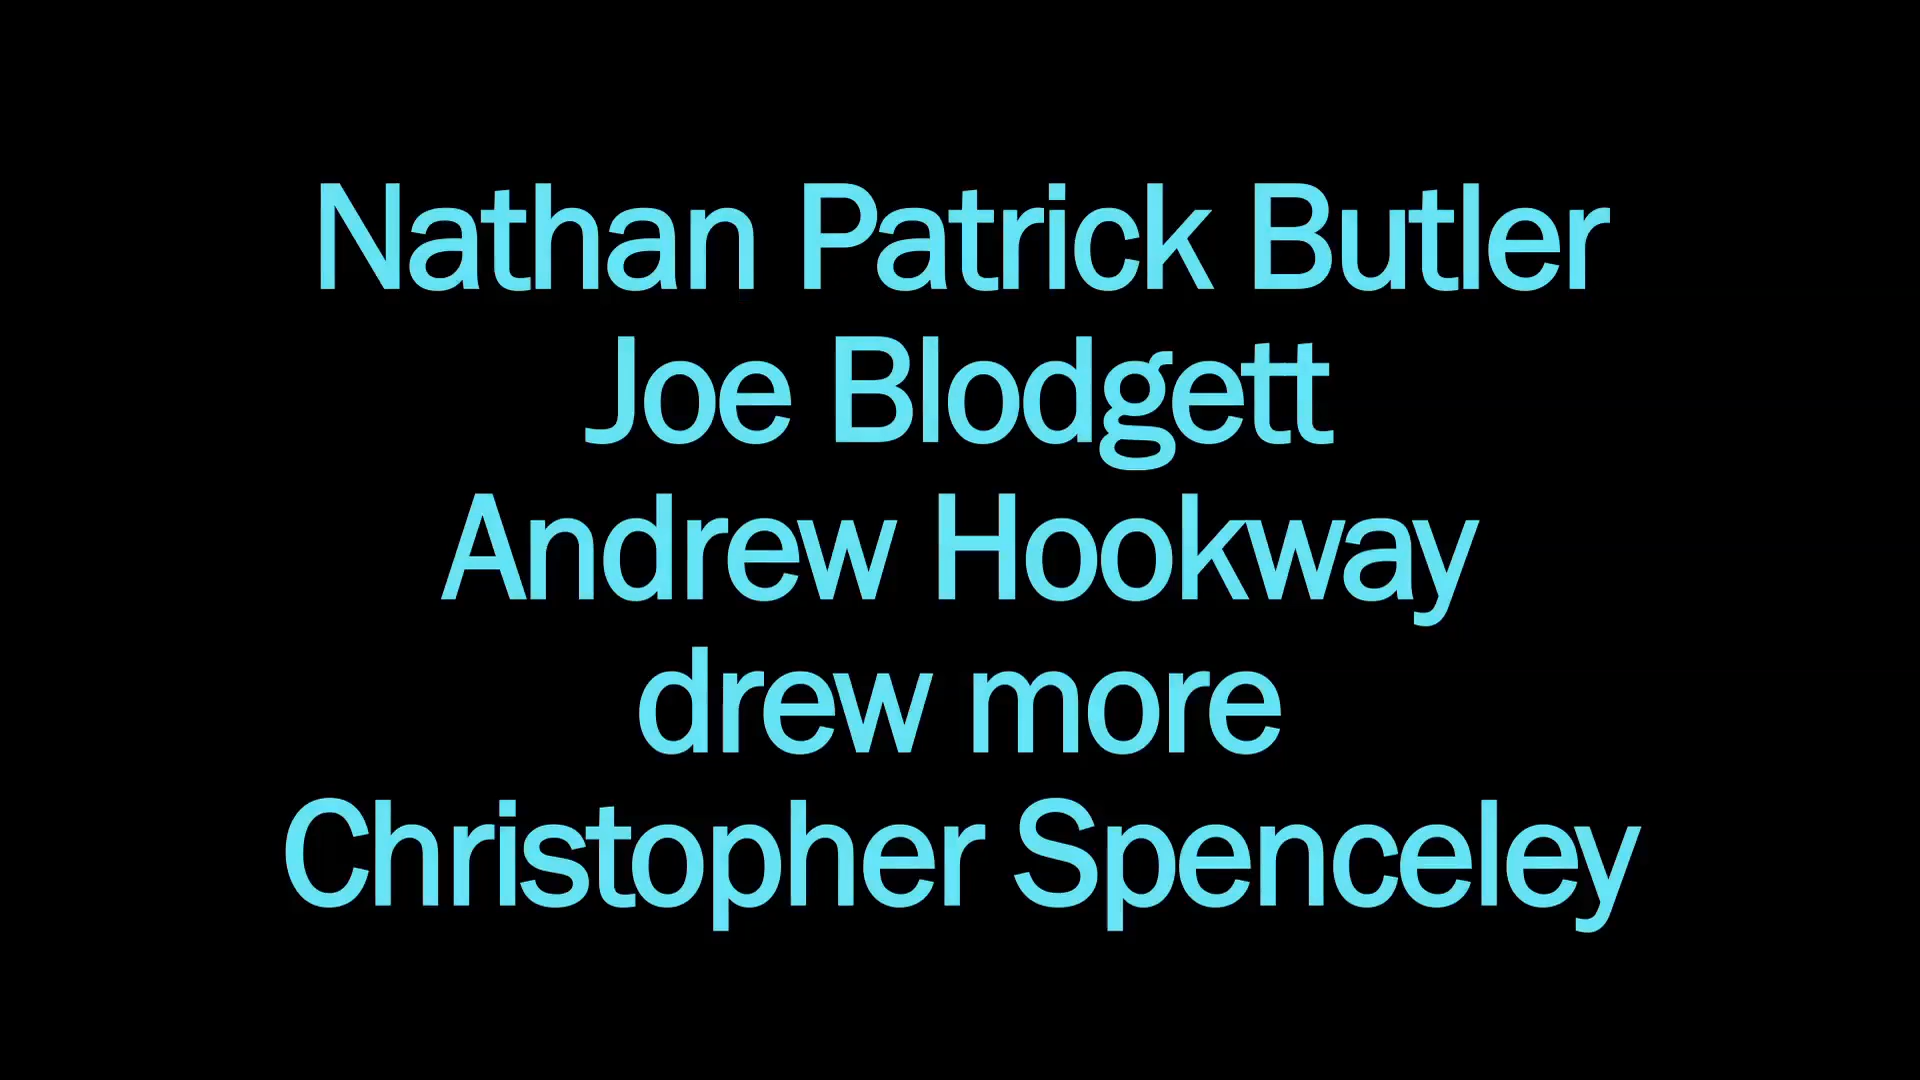 Nathan Patrick Butler
Joe Blodgett
Andrew Hookway
drew more
Christopher Spenceley